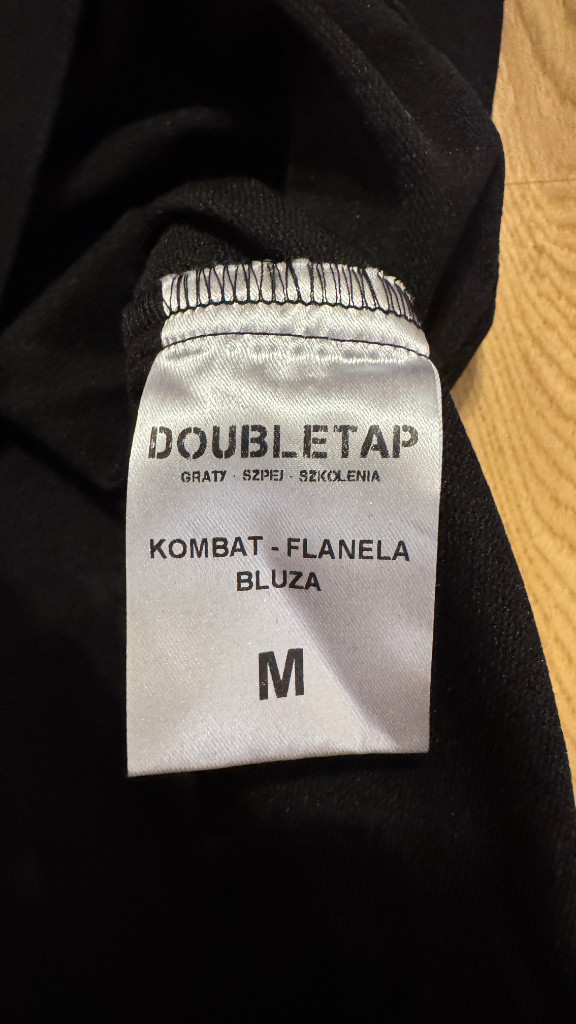 DOUBLETAP
GRATY - SZPEJ - SZKOLENIA
KOMBAT - FLANELA
BLUZA
M